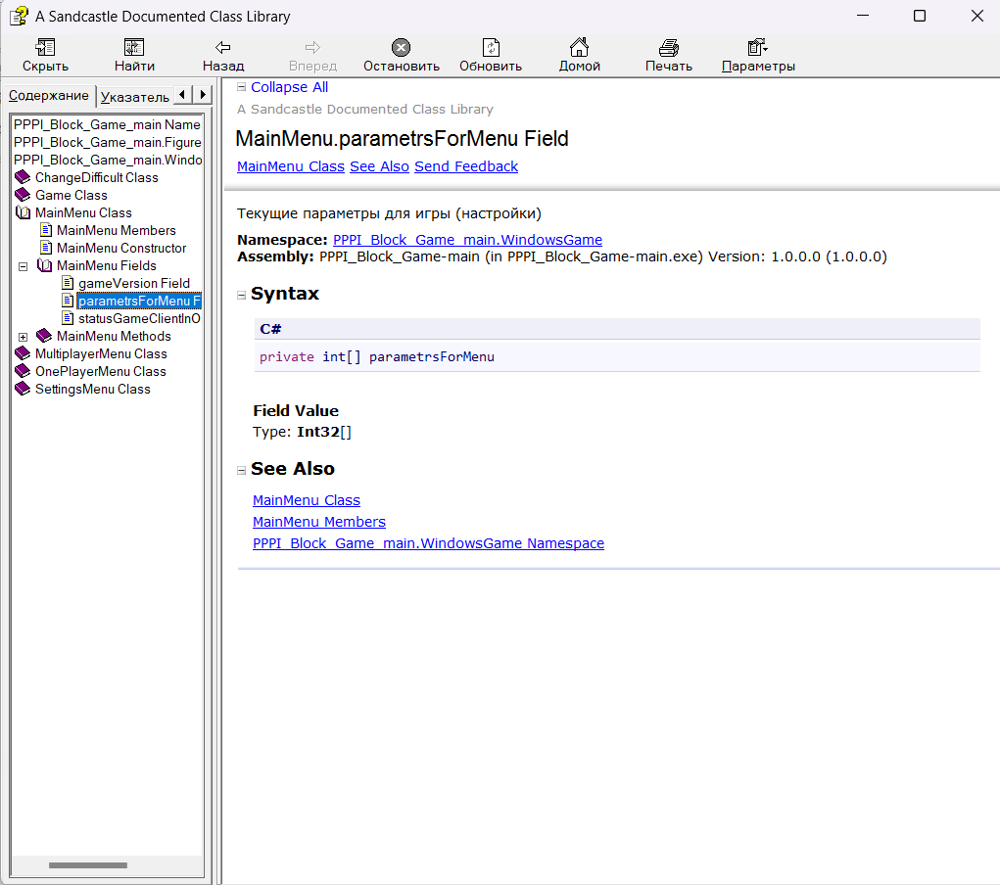 A Sandcastle Documented Class Library
Скрыть Найти Назад Вперед Остановить Обновить Домой Печать Параметры
Содержание Указатель
PPPI_Block_Game_main Name
PPPI_Block_Game_main.Figure
PPPI_Block_Game_main.Windo
ChangeDifficult Class
Game Class
MainMenu Class
MainMenu Members
MainMenu Constructor
MainMenu Fields
gameVersion Field
parametrsForMenu F
statusGameClientInO
MainMenu Methods
MultiplayerMenu Class
OnePlayerMenu Class
SettingsMenu Class
Collapse All
A Sandcastle Documented Class Library
MainMenu.parametrsForMenu Field
MainMenu Class See Also Send Feedback
Текущие параметры для игры (настройки)
Namespace: PPPI_Block_Game_main.WindowsGame
Assembly: PPPI_Block_Game-main (in PPPI_Block_Game-main.exe) Version: 1.0.0.0 (1.0.0.0)
Syntax
C#
private int[] parametrsForMenu
Field Value
Type: Int32[]
See Also
MainMenu Class
MainMenu Members
PPPI_Block_Game_main.WindowsGame Namespace